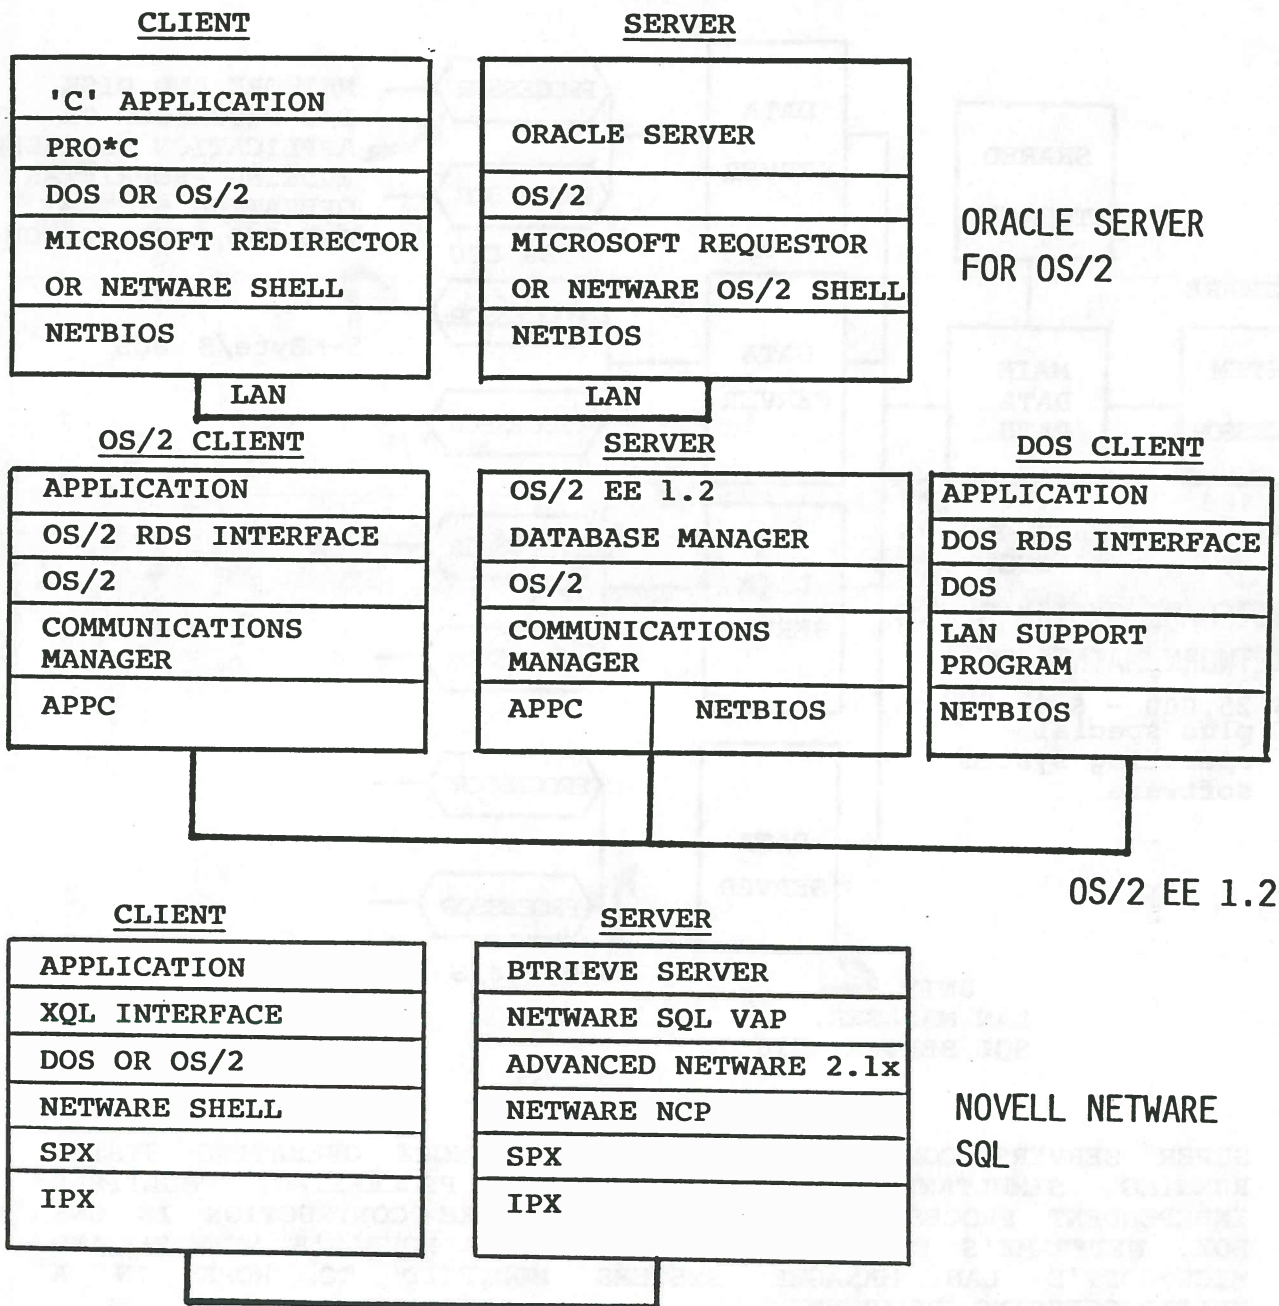 CLIENT
'C' APPLICATION
PRO*C
DOS OR OS/2
MICROSOFT REDIRECTOR
OR NETWARE SHELL
NETBIOS
SERVER
ORACLE SERVER
OS/2
MICROSOFT REQUESTOR
OR NETWARE OS/2 SHELL
NETBIOS
ORACLE SERVER
FOR OS/2
LAN
LAN
OS/2 CLIENT
APPLICATION
OS/2 RDS INTERFACE
OS/2
COMMUNICATIONS
MANAGER
APPC
SERVER
OS/2 EE 1.2
DATABASE MANAGER
OS/2
COMMUNICATIONS
MANAGER
APPC
NETBIOS
DOS CLIENT
APPLICATION
DOS RDS INTERFACE
DOS
LAN SUPPORT
PROGRAM
NETBIOS
OS/2 EE 1.2
CLIENT
APPLICATION
XQL INTERFACE
DOS OR OS/2
NETWARE SHELL
SPX
IPX
SERVER
BTRIEVE SERVER
NETWARE SQL VAP
ADVANCED NETWARE 2.1x
NETWARE NCP
SPX
IPX
NOVELL NETWARE
SQL